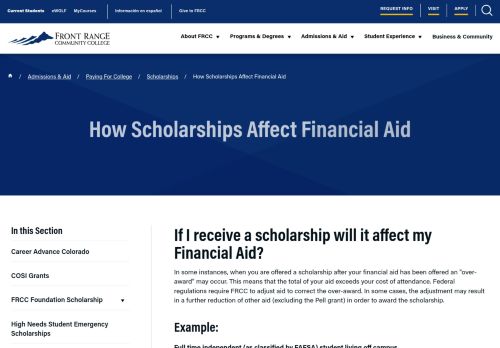 Current Students eWOLF MyCourses Información en español Give to FRCC REQUEST INFO VISIT APPLY
FRONT RANGE
COMMUNITY COLLEGE
About FRCC Programs & Degrees Admissions & Aid Student Experience Business & Community
/ Admissions & Aid / Paying For College / Scholarships / How Scholarships Affect Financial Aid
How Scholarships Affect Financial Aid
In this Section
Career Advance Colorado
COSI Grants
FRCC Foundation Scholarship
High Needs Student Emergency
Scholarships
If I receive a scholarship will it affect my
Financial Aid?
In some instances, when you are offered a scholarship after your financial aid has been offered an "over-
award" may occur. This means that the total of your aid exceeds your cost of attendance. Federal
regulations require FRCC to adjust aid to correct the over-award. In some cases, the adjustment may result
in a further reduction of other aid (excluding the Pell grant) in order to award the scholarship.
Example:
Full time independent (as classified by FAFSA) student living off campus